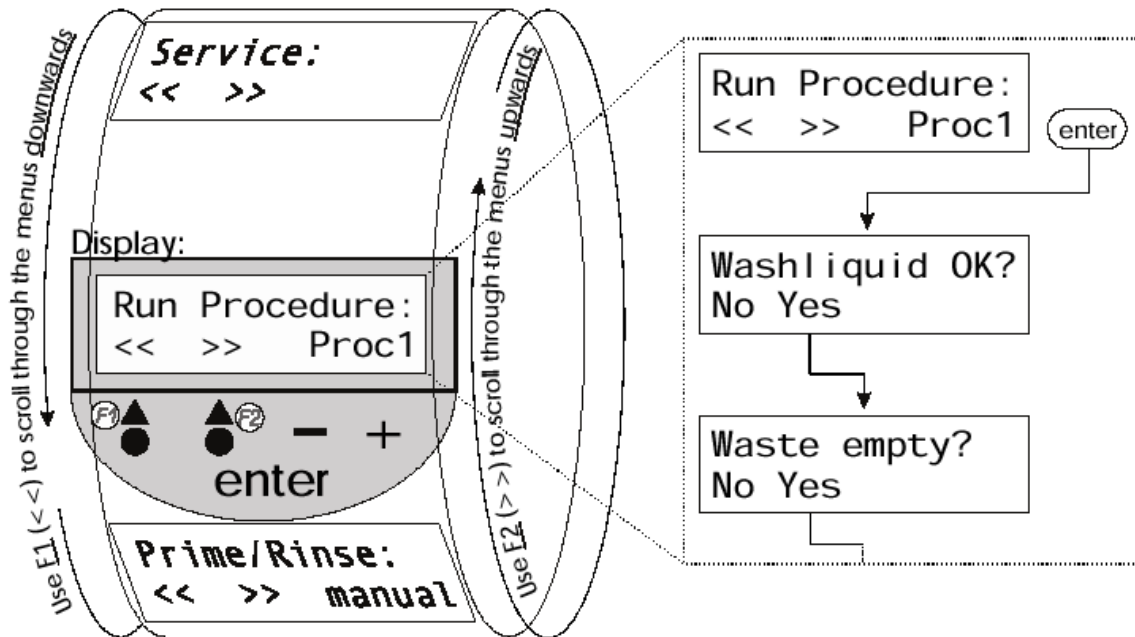 Service:
<< >>
Use F1 (< <) to scroll through the menus downwards
Use F2 (> >) to scroll through the menus upwards
Display:
Run Procedure:
<< >> Proc1
F1 F2 - +
enter
Prime/Rinse:
<< >> manual
Run Procedure:
<< >> Proc1
enter
Washliquid OK?
No Yes
Waste empty?
No Yes